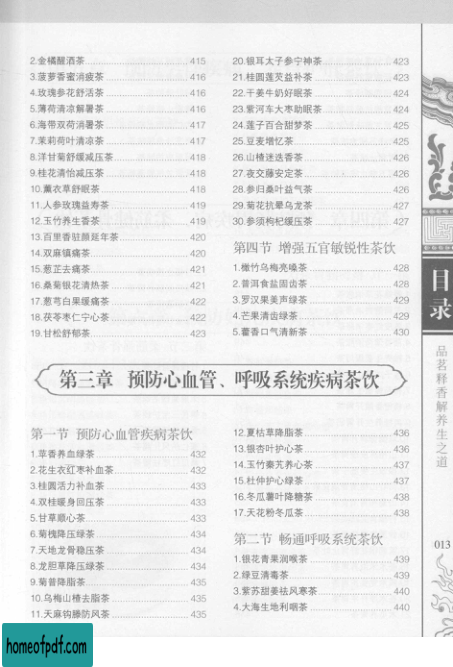 2.金橘醒酒茶 415
3.菠萝香蜜消疲茶 416
4.玫瑰参花舒活茶 416
5.薄荷清凉解暑茶 416
6.海带双荷消暑茶 417
7.茉莉荷叶清凉茶 417
8.洋甘菊舒缓减压茶 418
9.桂花清怡减压茶 418
10.薰衣草舒眠茶 418
11.人参玫瑰益寿茶 419
12.玉竹养生香茶 419
13.百里香驻颜延年茶 420
14.双麻镇痛茶 420
15.葱芷去痛茶 421
16.桑菊银花清热茶 421
17.葱芎白果缓痛茶 422
18.茯苓枣仁宁心茶 422
19.甘松舒郁茶 423
20.银耳太子参宁神茶 423
21.桂圆莲芡益补茶 423
22.干姜牛奶好眠茶 424
23.紫河车大枣助眠茶 424
24.莲子百合甜梦茶 425
25.豆麦增忆茶 425
26.山楂迷迭香茶 426
27.夜交藤安定茶 426
28.参归桑叶益气茶 426
29.菊花抗晕乌龙茶 427
30.参须枸杞缓压茶 427
第四节 增强五官敏锐性茶饮
1.橄竹乌梅亮嗓茶 428
2.普洱食盐固齿茶 428
3.罗汉果美声绿茶 429
4.芒果清齿绿茶 429
5.藿香口气清新茶 430
第三章 预防心血管、呼吸系统疾病茶饮
第一节 预防心血管疾病茶饮
1.草香养血绿茶 432
2.花生衣红枣补血茶 432
3.桂圆活力补血茶 433
4.双桂暖身回压茶 433
5.甘草顺心茶 433
6.菊槐降压绿茶 434
7.天地龙骨稳压茶 434
8.龙胆草降压绿茶 434
9.菊普降脂茶 435
10.乌梅山楂去脂茶 435
11.天麻钩滕防风茶 435
12.夏枯草降脂茶 436
13.银杏叶护心茶 436
14.玉竹秦艽养心茶 437
15.杜仲护心绿茶 437
16.冬瓜薯叶降糖茶 438
17.天花粉冬瓜茶 438
第二节 畅通呼吸系统茶饮
1.银花青果润喉茶 439
2.绿豆清毒茶 439
3.紫苏甜姜祛风寒茶 440
4.大海生地利咽茶 440
目录
品茗释香解养生之道
013
homeofpdf.com